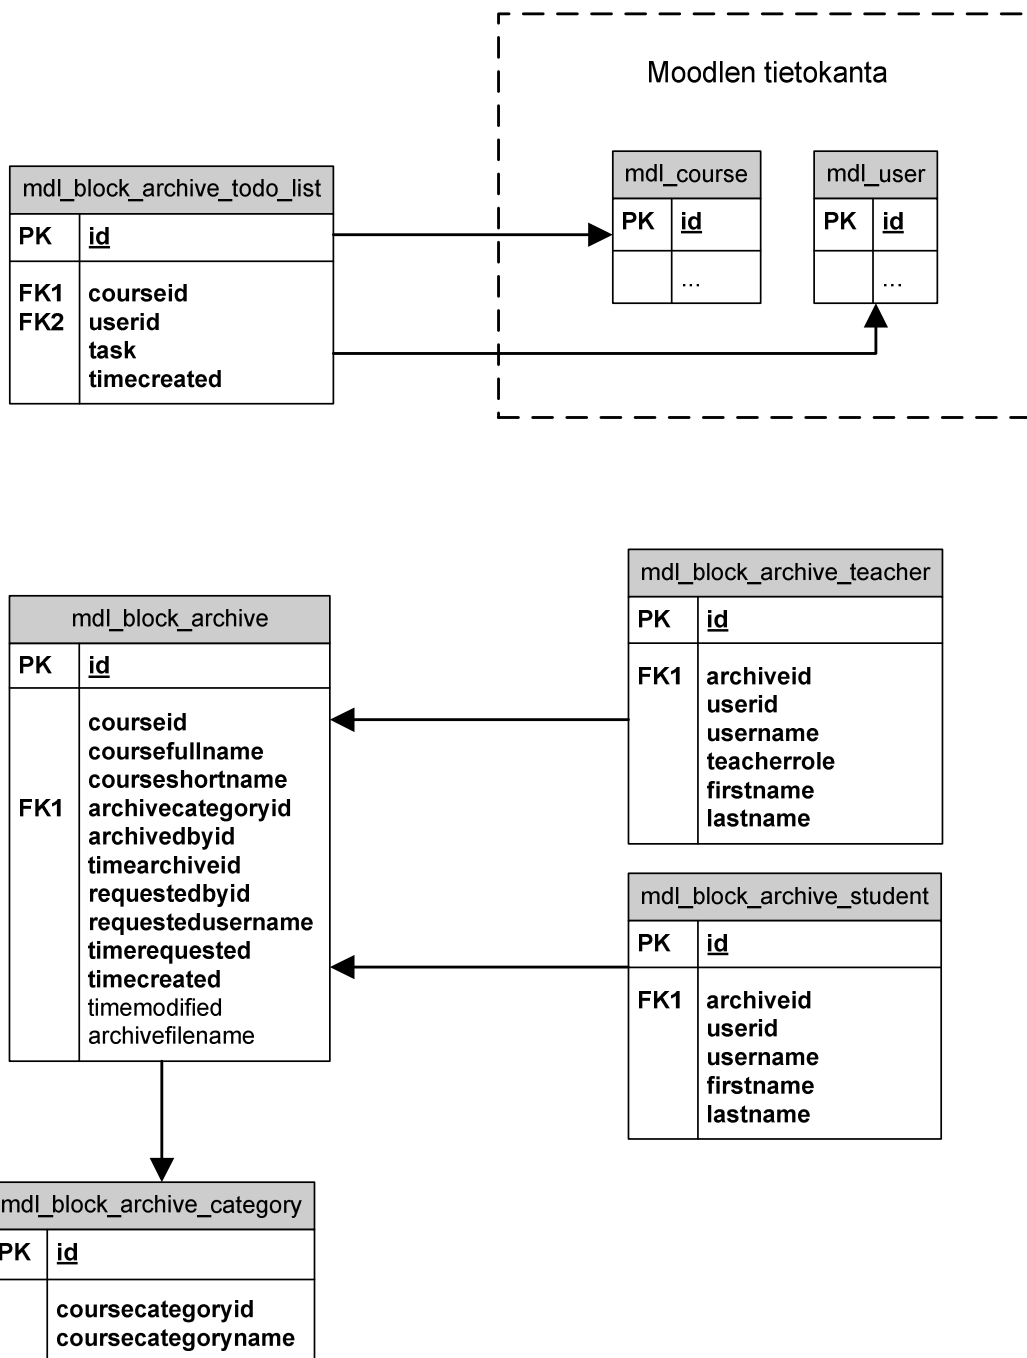 Moodlen tietokanta
mdl_block_archive_todo_list
PK id
FK1 courseid
FK2 userid
task
timecreated
mdl_course
PK id
...
mdl_user
PK id
...
mdl_block_archive
PK id
courseid
coursefullname
courseshortname
FK1 archivecategoryid
archivedbyid
timearchiveid
requestedbyid
requestedusername
timerequested
timecreated
timemodified
archivefilename
mdl_block_archive_teacher
PK id
FK1 archiveid
userid
username
teacherrole
firstname
lastname
mdl_block_archive_student
PK id
FK1 archiveid
userid
username
firstname
lastname
mdl_block_archive_category
PK id
coursecategoryid
coursecategoryname